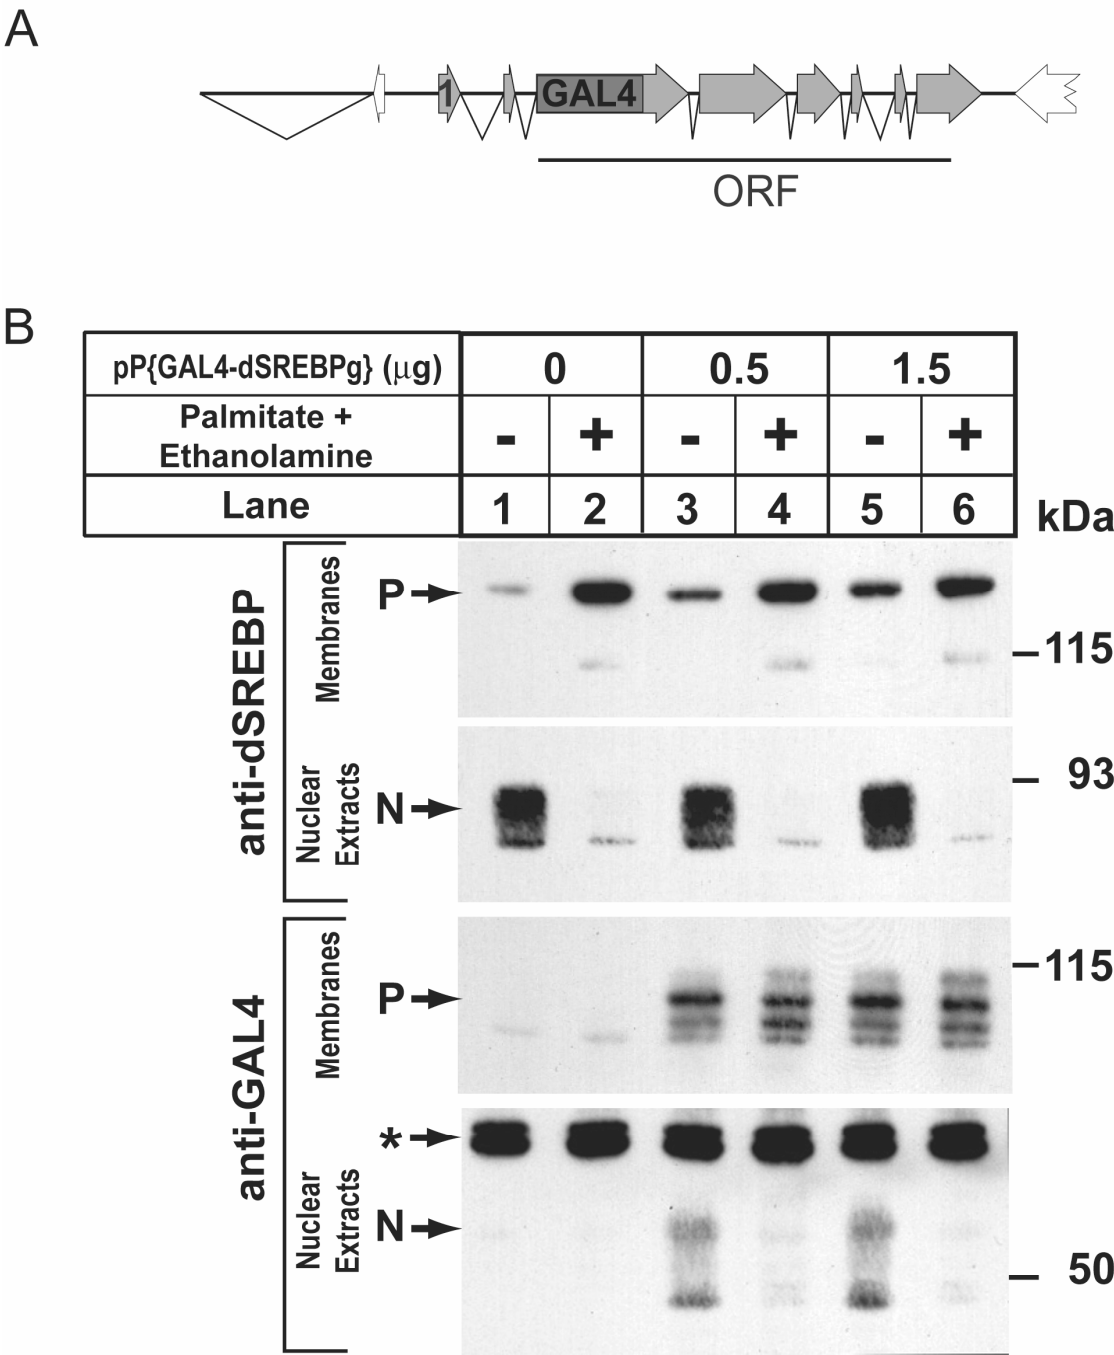 A
1
GAL4
ORF
B
pP{GAL4-dSREBPg} (μg) 0 0.5 1.5
Palmitate +
Ethanolamine - + - + - +
Lane 1 2 3 4 5 6
kDa
anti-dSREBP
Membranes
P
115
Nuclear
Extracts
N
93
anti-GAL4
Membranes
P
115
*
Nuclear
Extracts
N
50